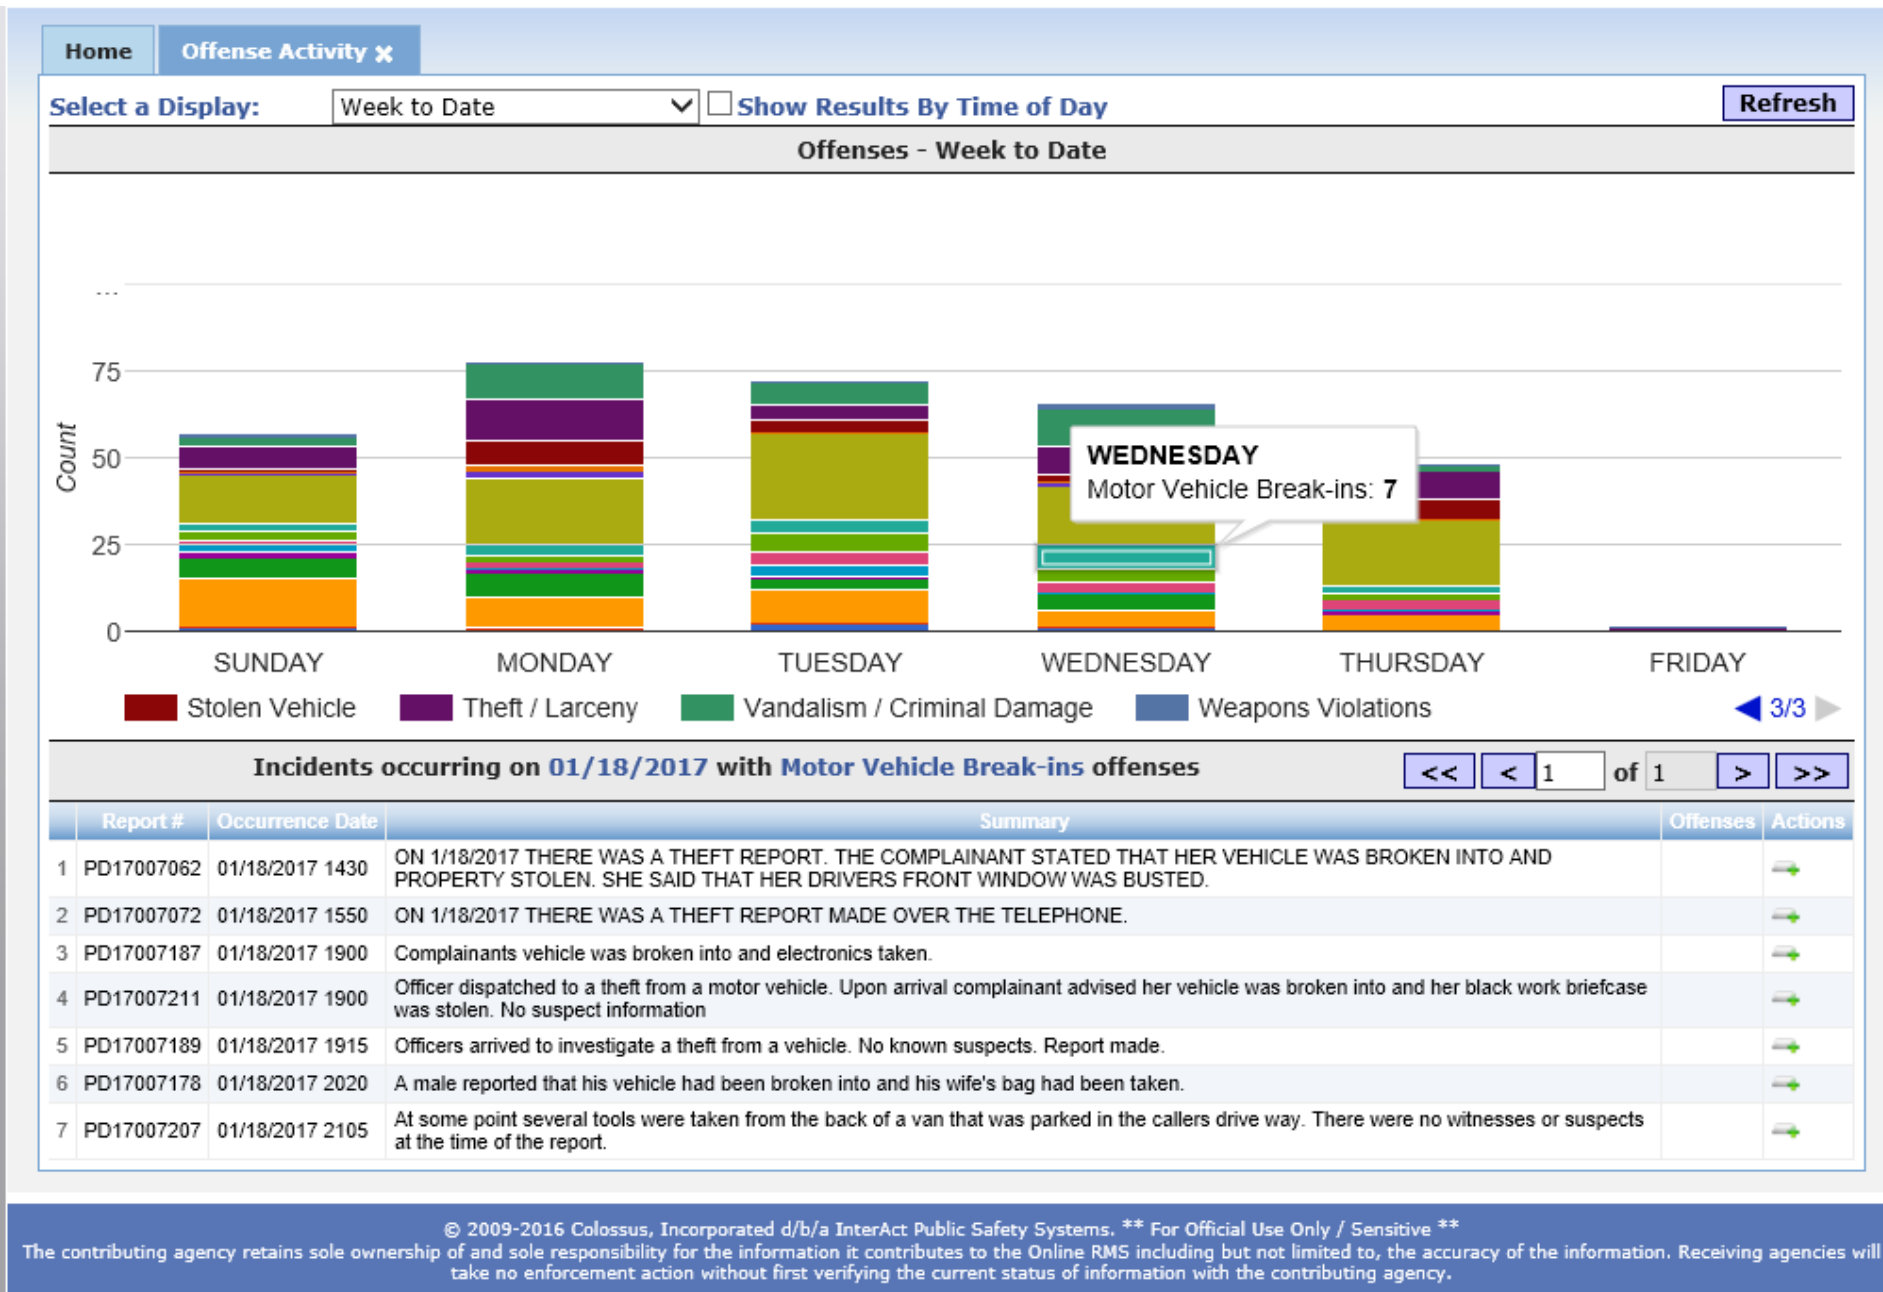 Home
Offense Activity ✖
Select a Display: Week to Date Show Results By Time of Day Refresh
Offenses - Week to Date
...
75
50
25
0
Count
WEDNESDAY
Motor Vehicle Break-ins: 7
SUNDAY MONDAY TUESDAY WEDNESDAY THURSDAY FRIDAY
Stolen Vehicle Theft / Larceny Vandalism / Criminal Damage Weapons Violations 3/3
Incidents occurring on 01/18/2017 with Motor Vehicle Break-ins offenses << < 1 of 1 > >>
Report # Occurrence Date Summary Offenses Actions
1 PD17007062 01/18/2017 1430 ON 1/18/2017 THERE WAS A THEFT REPORT. THE COMPLAINANT STATED THAT HER VEHICLE WAS BROKEN INTO AND
PROPERTY STOLEN. SHE SAID THAT HER DRIVERS FRONT WINDOW WAS BUSTED.
2 PD17007072 01/18/2017 1550 ON 1/18/2017 THERE WAS A THEFT REPORT MADE OVER THE TELEPHONE.
3 PD17007187 01/18/2017 1900 Complainants vehicle was broken into and electronics taken.
4 PD17007211 01/18/2017 1900 Officer dispatched to a theft from a motor vehicle. Upon arrival complainant advised her vehicle was broken into and her black work briefcase
was stolen. No suspect information
5 PD17007189 01/18/2017 1915 Officers arrived to investigate a theft from a vehicle. No known suspects. Report made.
6 PD17007178 01/18/2017 2020 A male reported that his vehicle had been broken into and his wife's bag had been taken.
7 PD17007207 01/18/2017 2105 At some point several tools were taken from the back of a van that was parked in the callers drive way. There were no witnesses or suspects
at the time of the report.
© 2009-2016 Colossus, Incorporated d/b/a InterAct Public Safety Systems. ** For Official Use Only / Sensitive **
The contributing agency retains sole ownership of and sole responsibility for the information it contributes to the Online RMS including but not limited to, the accuracy of the information. Receiving agencies will
take no enforcement action without first verifying the current status of information with the contributing agency.